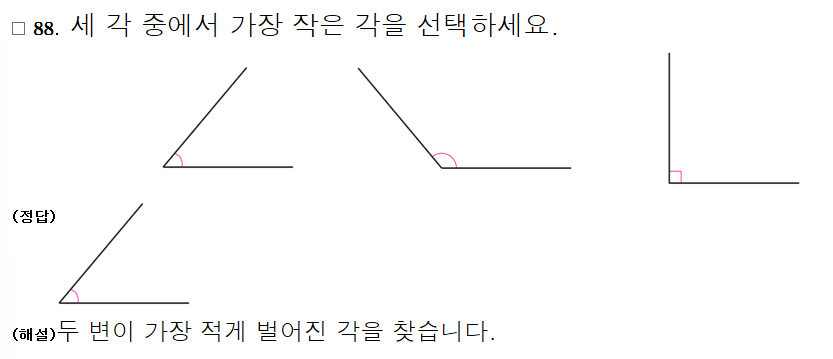 □ 88. 세 각 중에서 가장 작은 각을 선택하세요.
(정답)
(해설)두 변이 가장 적게 벌어진 각을 찾습니다.